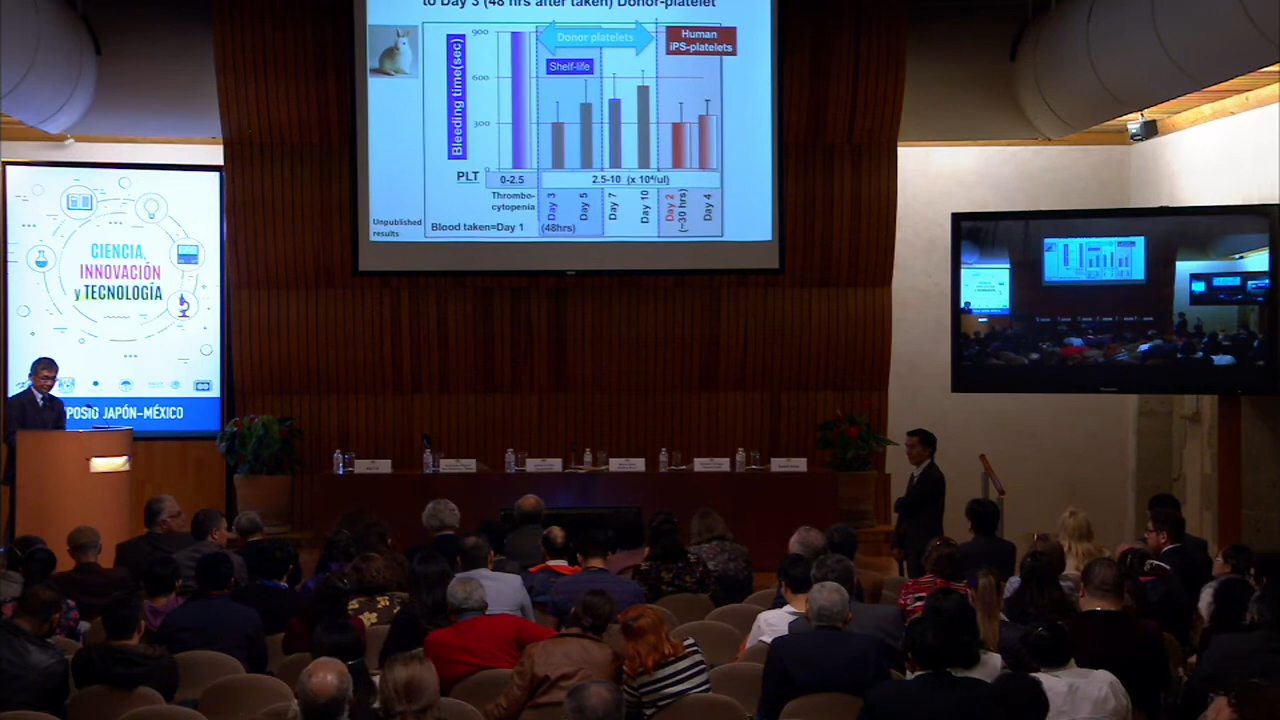 to Day 3 (48 hrs after taken) Donor-platelet
900
600
300
0
Bleeding time(sec)
Donor platelets
Human
iPS-platelets
Shelf-life
PLT
0-2.5
2.5-10 (x 10⁴/ul)
Thrombo-
cytopenia
Day 3
(48hrs)
Day 5
Day 7
Day 10
Day 2
(~30 hrs)
Day 4
Unpublished
results
Blood taken=Day 1
CIENCIA,
INNOVACIÓN
y TECNOLOGÍA
POSIO JAPÓN-MÉXICO